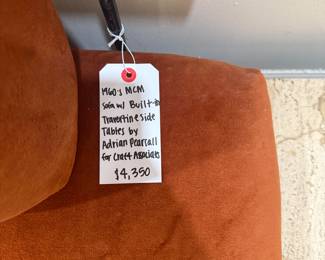 1960's MCM
Sofa w/ Built-in
Travertine Side
Tables by
Adrian Pearsall
for Craft Associates
$4,350